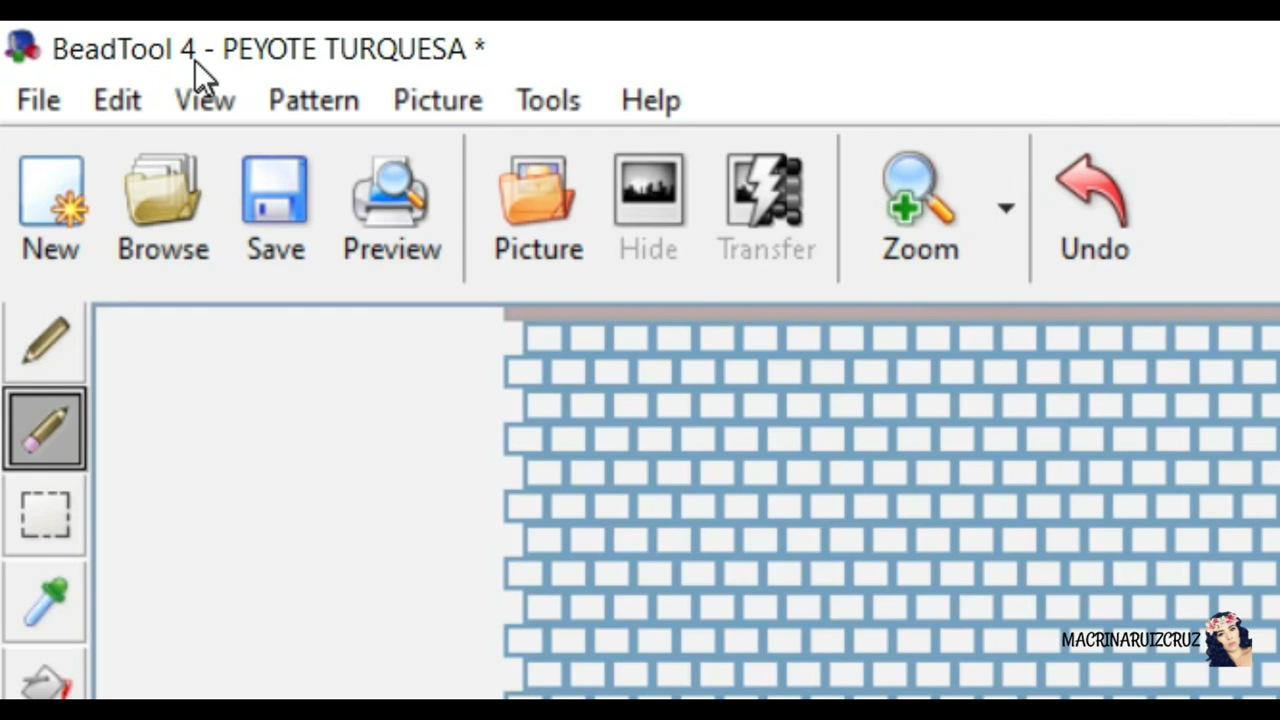 BeadTool 4 - PEYOTE TURQUESA *
File Edit View Pattern Picture Tools Help
New Browse Save Preview Picture Hide Transfer Zoom Undo
MACRINARUIZCRUZ